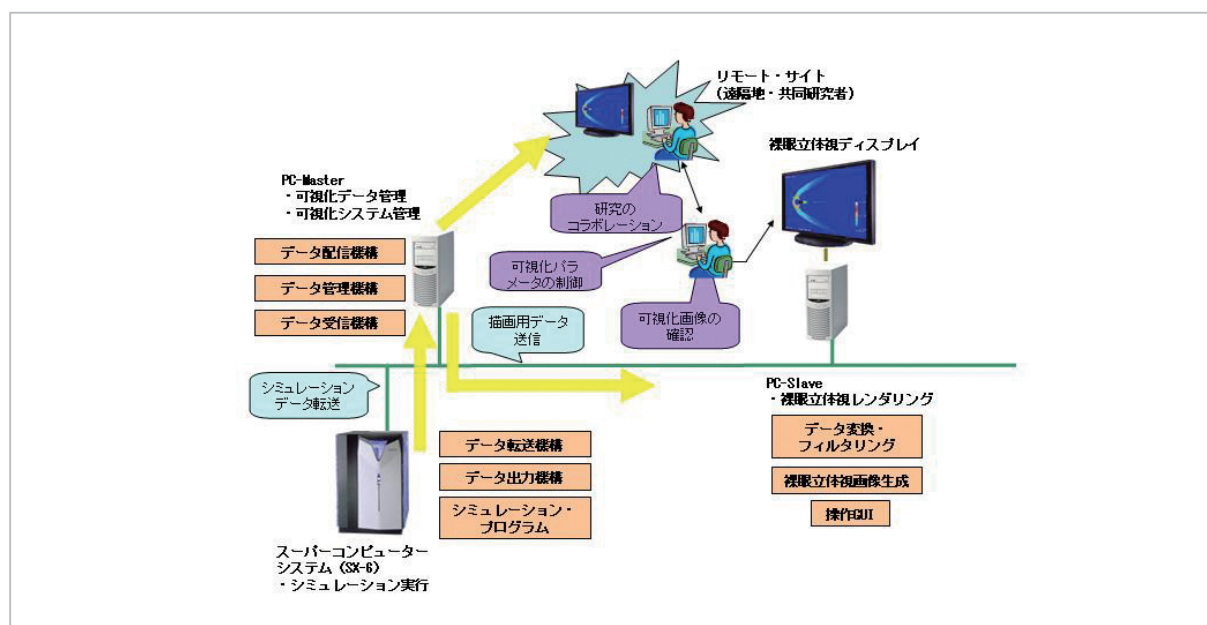 リモート・サイト
(遠隔地・共同研究者)
裸眼立体視ディスプレイ
PC-Master
・可視化データ管理
・可視化システム管理
研究の
コラボレーション
データ配信機構
可視化パラ
メータの制御
データ管理機構
可視化画像の
確認
データ受信機構
描画用データ
送信
シミュレーション
データ転送
PC-Slave
・裸眼立体視レンダリング
データ変換・
フィルタリング
データ転送機構
データ出力機構
裸眼立体視画像生成
シミュレーション・
プログラム
操作GUI
スーパーコンピューター
システム (SX-6)
・シミュレーション実行